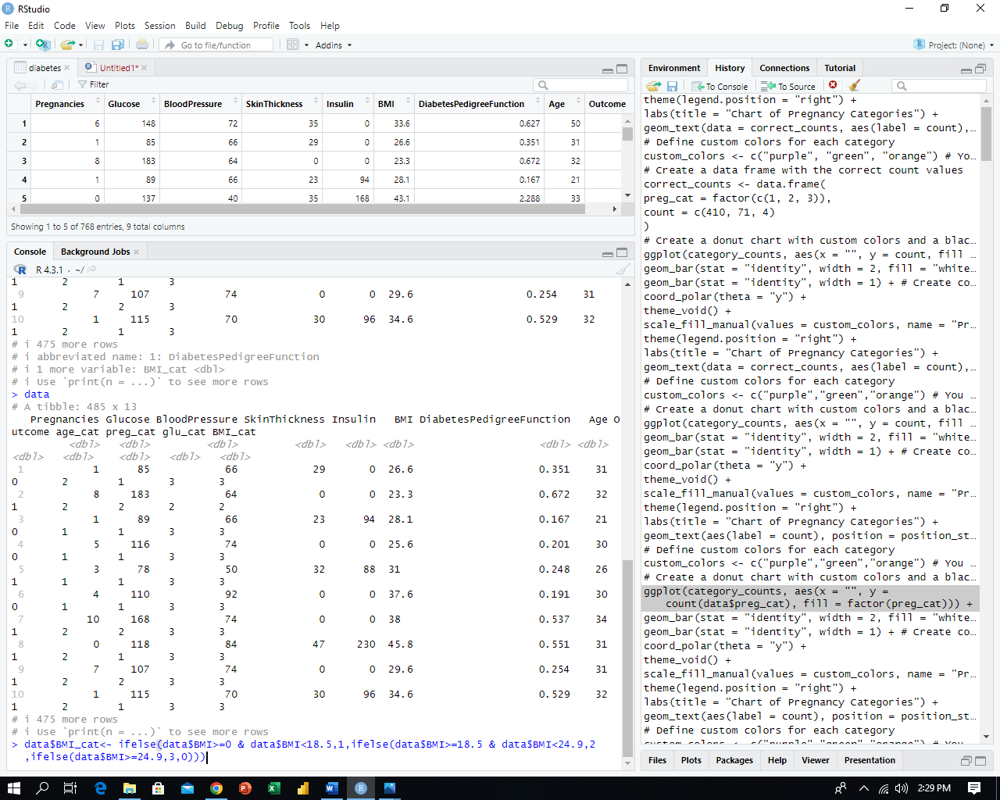 RStudio
File Edit Code View Plots Session Build Debug Profile Tools Help
Go to file/function Addins Project: (None)
diabetes Untitled1*
Filter
Pregnancies Glucose BloodPressure SkinThickness Insulin BMI DiabetesPedigreeFunction Age Outcome
1 6 148 72 35 0 33.6 0.627 50
2 1 85 66 29 0 26.6 0.351 31
3 8 183 64 0 0 23.3 0.672 32
4 1 89 66 23 94 28.1 0.167 21
5 0 137 40 35 168 43.1 2.288 33
Showing 1 to 5 of 768 entries, 9 total columns
Console Background Jobs
R 4.3.1 · ~/
1 2 1 3
9 7 107 74 0 0 29.6 0.254 31
1 2 2 3
10 1 115 70 30 96 34.6 0.529 32
1 2 1 3
# i 475 more rows
# i abbreviated name: 1: DiabetesPedigreeFunction
# i 1 more variable: BMI_cat <dbl>
# i Use `print(n = ...)` to see more rows
> data
# A tibble: 485 x 13
Pregnancies Glucose BloodPressure SkinThickness Insulin BMI DiabetesPedigreeFunction Age O
utcome age_cat preg_cat glu_cat BMI_cat
<dbl> <dbl> <dbl> <dbl> <dbl> <dbl> <dbl> <dbl>
<dbl> <dbl> <dbl> <dbl> <dbl>
1 1 85 66 29 0 26.6 0.351 31
0 2 1 3 3
2 8 183 64 0 0 23.3 0.672 32
1 2 2 2 2
3 1 89 66 23 94 28.1 0.167 21
0 1 1 3 3
4 5 116 74 0 0 25.6 0.201 30
0 1 1 3 3
5 3 78 50 32 88 31 0.248 26
1 1 1 3 3
6 4 110 92 0 0 37.6 0.191 30
0 1 1 3 3
7 10 168 74 0 0 38 0.537 34
1 2 2 3 3
8 0 118 84 47 230 45.8 0.551 31
1 2 1 3 3
9 7 107 74 0 0 29.6 0.254 31
1 2 2 3 3
10 1 115 70 30 96 34.6 0.529 32
1 2 1 3 3
# i 475 more rows
# i Use `print(n = ...)` to see more rows
> data$BMI_cat<- ifelse(data$BMI>=0 & data$BMI<18.5,1,ifelse(data$BMI>=18.5 & data$BMI<24.9,2
,ifelse(data$BMI>=24.9,3,0)))
Environment History Connections Tutorial
To Console To Source
theme(legend.position = "right") +
labs(title = "Chart of Pregnancy Categories") +
geom_text(data = correct_counts, aes(label = count),…
# Define custom colors for each category
custom_colors <- c("purple", "green", "orange") # You…
# Create a data frame with the correct count values
correct_counts <- data.frame(
preg_cat = factor(c(1, 2, 3)),
count = c(410, 71, 4)
)
# Create a donut chart with custom colors and a blac…
ggplot(category_counts, aes(x = "", y = count, fill …
geom_bar(stat = "identity", width = 2, fill = "white…
geom_bar(stat = "identity", width = 1) + # Create co…
coord_polar(theta = "y") +
theme_void() +
scale_fill_manual(values = custom_colors, name = "Pr…
theme(legend.position = "right") +
labs(title = "Chart of Pregnancy Categories") +
geom_text(data = correct_counts, aes(label = count),…
# Define custom colors for each category
custom_colors <- c("purple","green","orange") # You …
# Create a donut chart with custom colors and a blac…
ggplot(category_counts, aes(x = "", y = count, fill …
geom_bar(stat = "identity", width = 2, fill = "white…
geom_bar(stat = "identity", width = 1) + # Create co…
coord_polar(theta = "y") +
theme_void() +
scale_fill_manual(values = custom_colors, name = "Pr…
theme(legend.position = "right") +
labs(title = "Chart of Pregnancy Categories") +
geom_text(aes(label = count), position = position_st…
# Define custom colors for each category
custom_colors <- c("purple","green","orange") # You …
# Create a donut chart with custom colors and a blac…
ggplot(category_counts, aes(x = "", y =
count(data$preg_cat), fill = factor(preg_cat))) +
geom_bar(stat = "identity", width = 2, fill = "white…
geom_bar(stat = "identity", width = 1) + # Create co…
coord_polar(theta = "y") +
theme_void() +
scale_fill_manual(values = custom_colors, name = "Pr…
theme(legend.position = "right") +
labs(title = "Chart of Pregnancy Categories") +
geom_text(aes(label = count), position = position_st…
# Define custom colors for each category
Files Plots Packages Help Viewer Presentation
2:29 PM